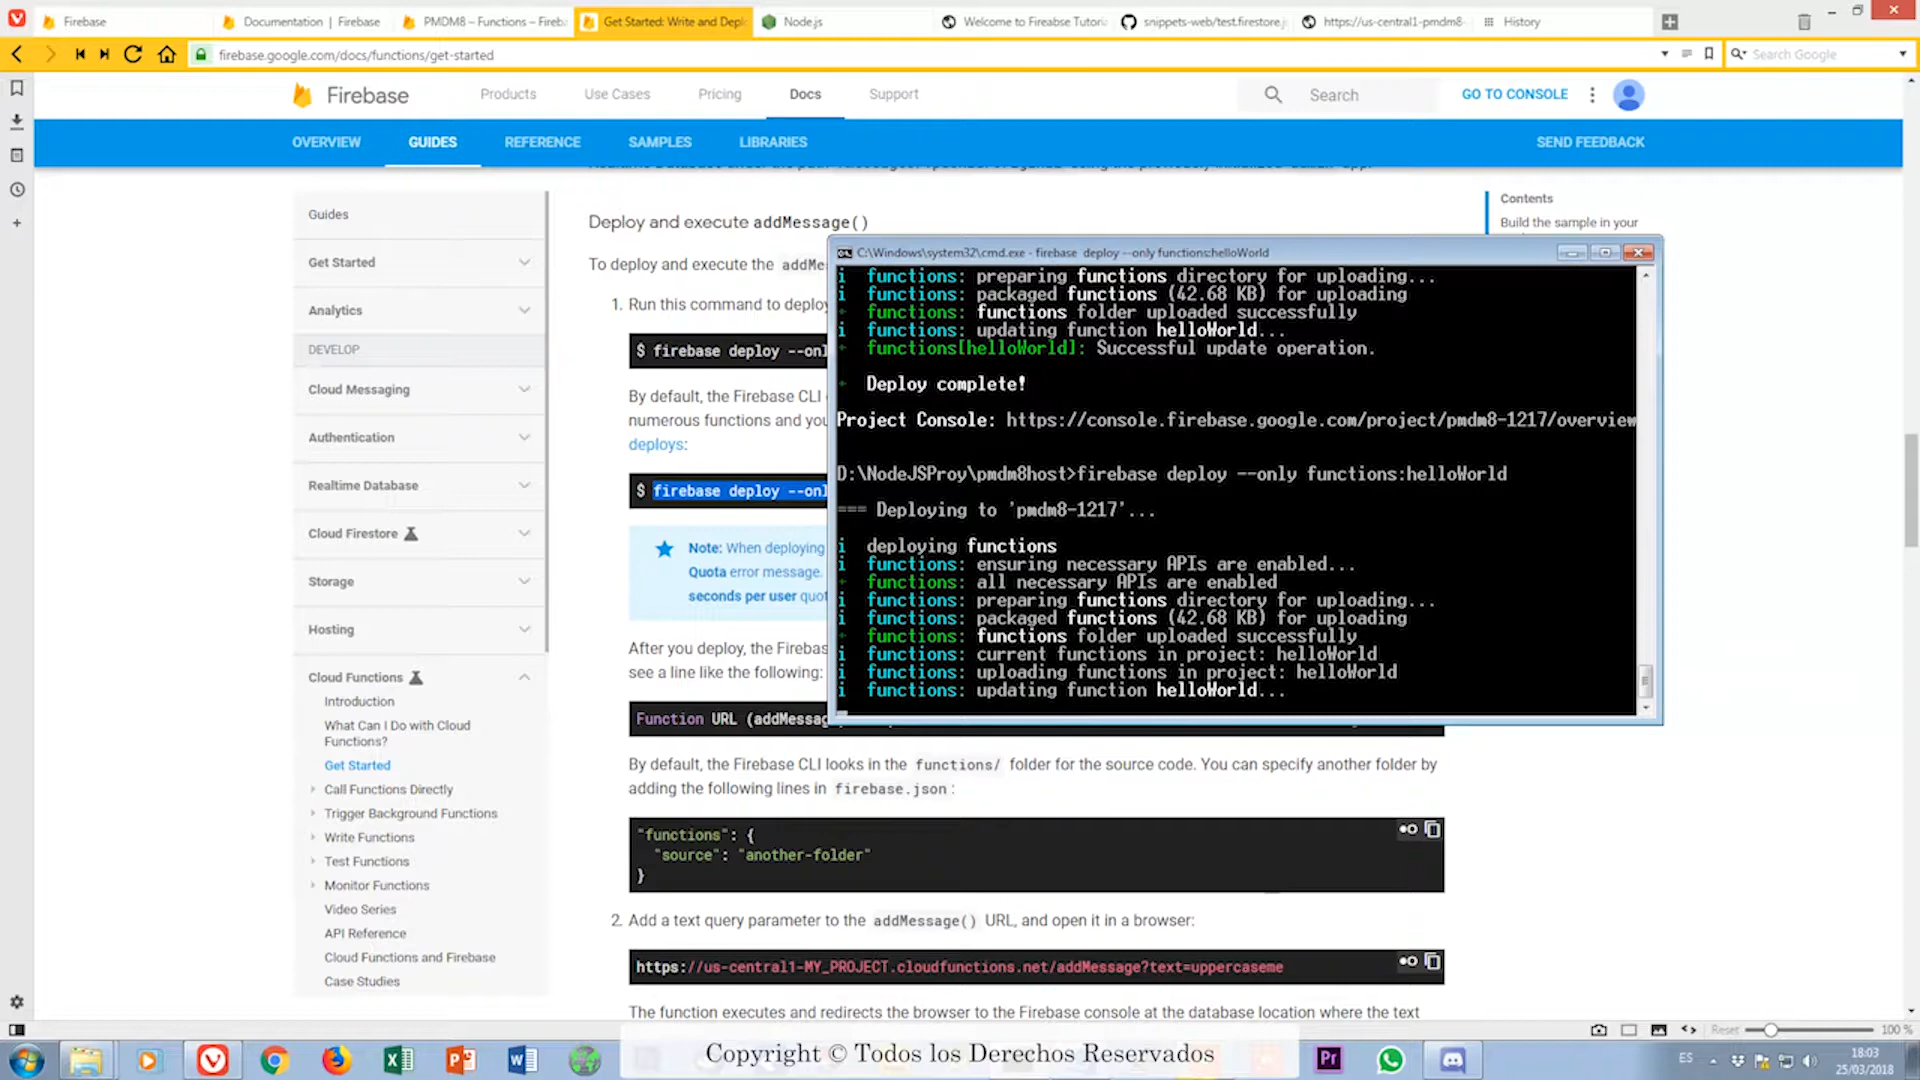 Firebase
Documentation | Firebase
PMDM8 – Functions – Fireb
Get Started: Write and Depl
Node.js
Welcome to Fireabse Tutoria
snippets-web/test.firestore.js
https://us-central1-pmdm8-
History
firebase.google.com/docs/functions/get-started
Search Google
Firebase
Products
Use Cases
Pricing
Docs
Support
Search
GO TO CONSOLE
OVERVIEW
GUIDES
REFERENCE
SAMPLES
LIBRARIES
SEND FEEDBACK
Guides
Get Started
Analytics
DEVELOP
Cloud Messaging
Authentication
Realtime Database
Cloud Firestore
Storage
Hosting
Cloud Functions
Introduction
What Can I Do with Cloud
Functions?
Get Started
Call Functions Directly
Trigger Background Functions
Write Functions
Test Functions
Monitor Functions
Video Series
API Reference
Cloud Functions and Firebase
Case Studies
Deploy and execute addMessage()
To deploy and execute the addMe
1. Run this command to deploy
$ firebase deploy --onl
By default, the Firebase CLI
numerous functions and you
deploys:
$ firebase deploy --onl
Note: When deploying
Quota error message.
seconds per user quot
After you deploy, the Firebas
see a line like the following:
Function URL (addMessag
By default, the Firebase CLI looks in the functions/ folder for the source code. You can specify another folder by
adding the following lines in firebase.json:
"functions": {
"source": "another-folder"
}
2. Add a text query parameter to the addMessage() URL, and open it in a browser:
https://us-central1-MY_PROJECT.cloudfunctions.net/addMessage?text=uppercaseme
The function executes and redirects the browser to the Firebase console at the database location where the text
Contents
Build the sample in your
C:\Windows\system32\cmd.exe - firebase deploy --only functions:helloWorld
i functions: preparing functions directory for uploading...
i functions: packaged functions (42.68 KB) for uploading
+ functions: functions folder uploaded successfully
i functions: updating function helloWorld...
+ functions[helloWorld]: Successful update operation.
+ Deploy complete!
Project Console: https://console.firebase.google.com/project/pmdm8-1217/overview
D:\NodeJSProy\pmdm8host>firebase deploy --only functions:helloWorld
=== Deploying to 'pmdm8-1217'...
i deploying functions
i functions: ensuring necessary APIs are enabled...
+ functions: all necessary APIs are enabled
i functions: preparing functions directory for uploading...
i functions: packaged functions (42.68 KB) for uploading
+ functions: functions folder uploaded successfully
i functions: current functions in project: helloWorld
i functions: uploading functions in project: helloWorld
i functions: updating function helloWorld...
Reset
100 %
Copyright © Todos los Derechos Reservados
Pr
ES
18:03
25/03/2018